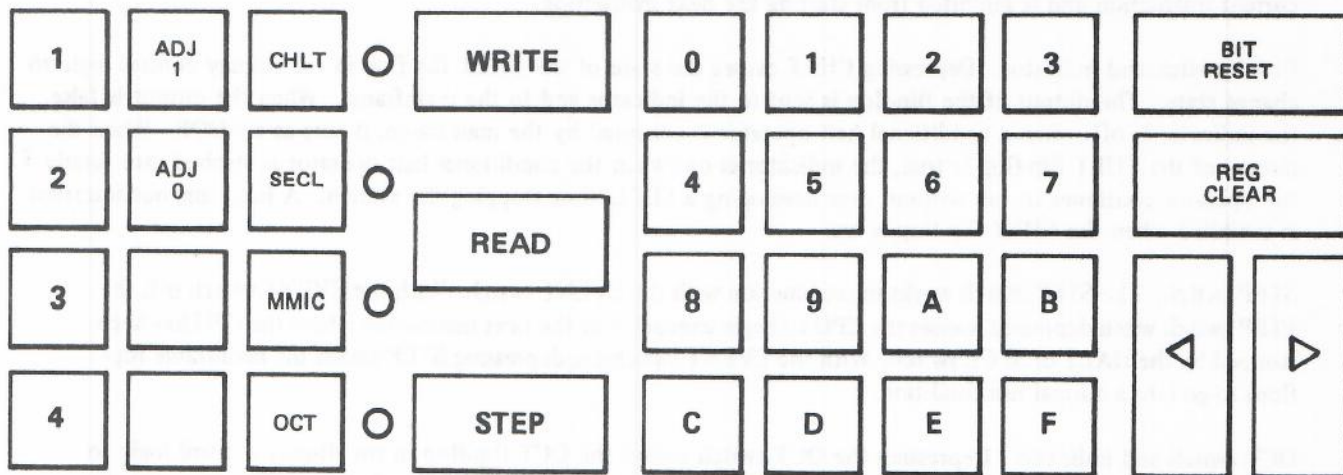 1 ADJ 1 CHLT WRITE 0 1 2 3 BIT RESET
2 ADJ 0 SECL READ 4 5 6 7 REG CLEAR
3 MMIC 8 9 A B
4 OCT STEP C D E F